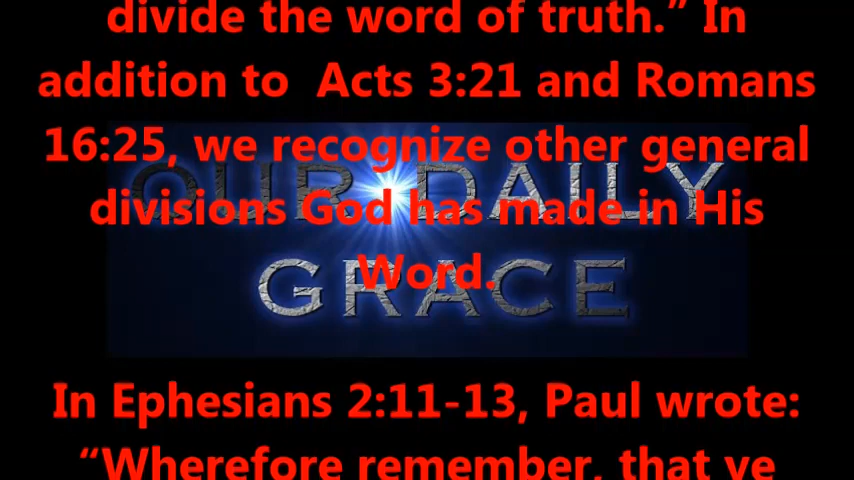 divide the word of truth.” In
addition to  Acts 3:21 and Romans
16:25, we recognize other general
divisions God has made in His
Word.
In Ephesians 2:11-13, Paul wrote:
“Wherefore remember, that ye
OUR DAILY
GRACE